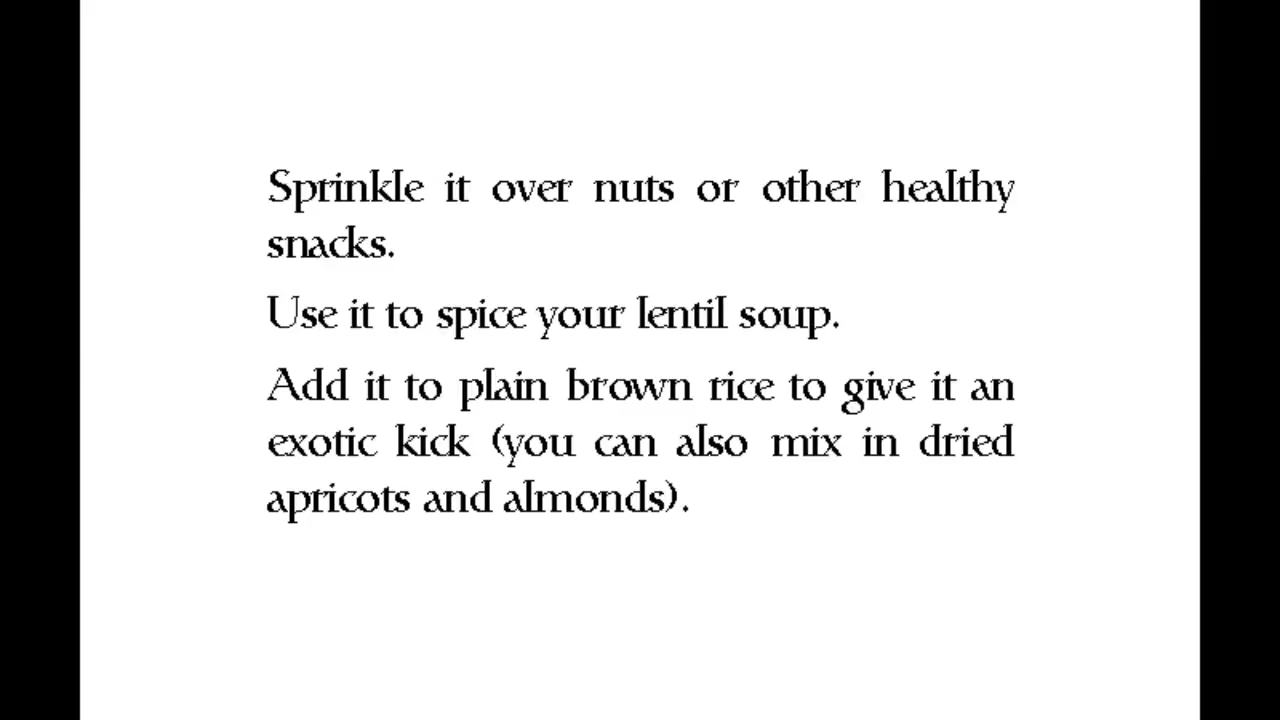 Sprinkle it over nuts or other healthy
snacks.
Use it to spice your lentil soup.
Add it to plain brown rice to give it an
exotic kick (you can also mix in dried
apricots and almonds).